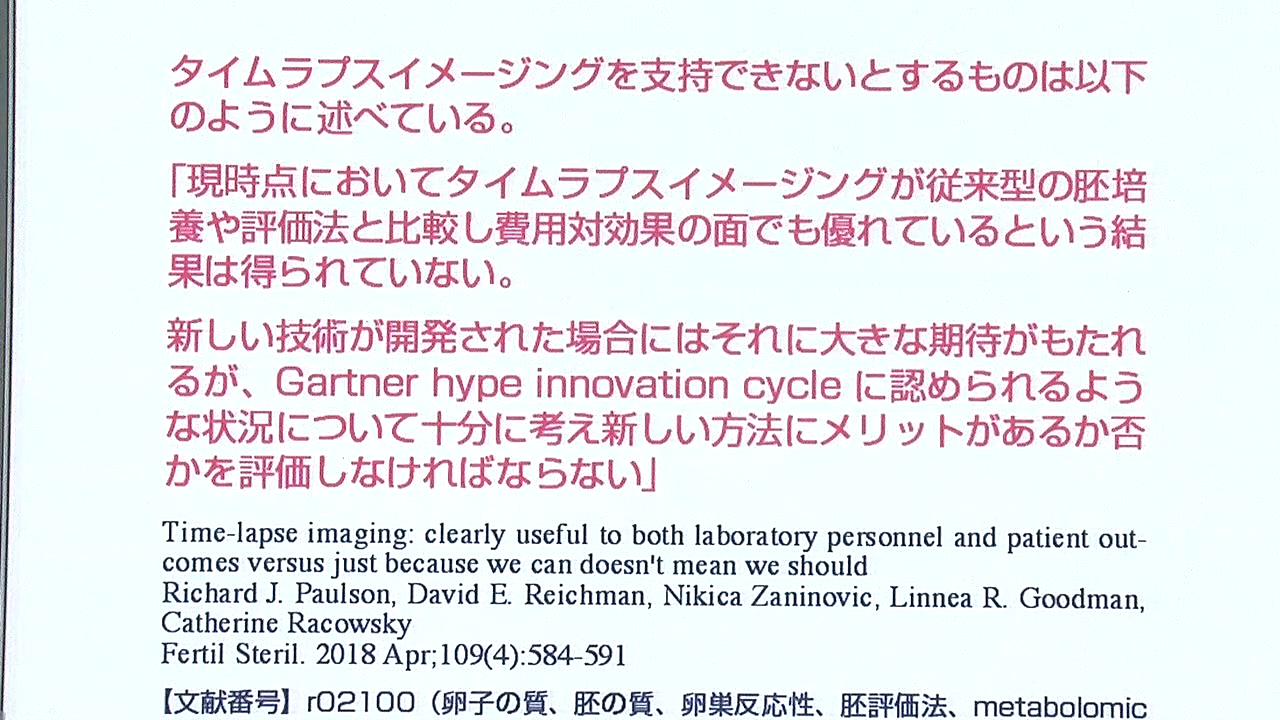 タイムラプスイメージングを支持できないとするものは以下
のように述べている。
「現時点においてタイムラプスイメージングが従来型の胚培
養や評価法と比較し費用対効果の面でも優れているという結
果は得られていない。
新しい技術が開発された場合にはそれに大きな期待がもたれ
るが、Gartner hype innovation cycle に認められるよう
な状況について十分に考え新しい方法にメリットがあるか否
かを評価しなければならない」
Time-lapse imaging: clearly useful to both laboratory personnel and patient out-
comes versus just because we can doesn't mean we should
Richard J. Paulson, David E. Reichman, Nikica Zaninovic, Linnea R. Goodman,
Catherine Racowsky
Fertil Steril. 2018 Apr;109(4):584-591
【文献番号】r02100（卵子の質、胚の質、卵巣反応性、胚評価法、metabolomic